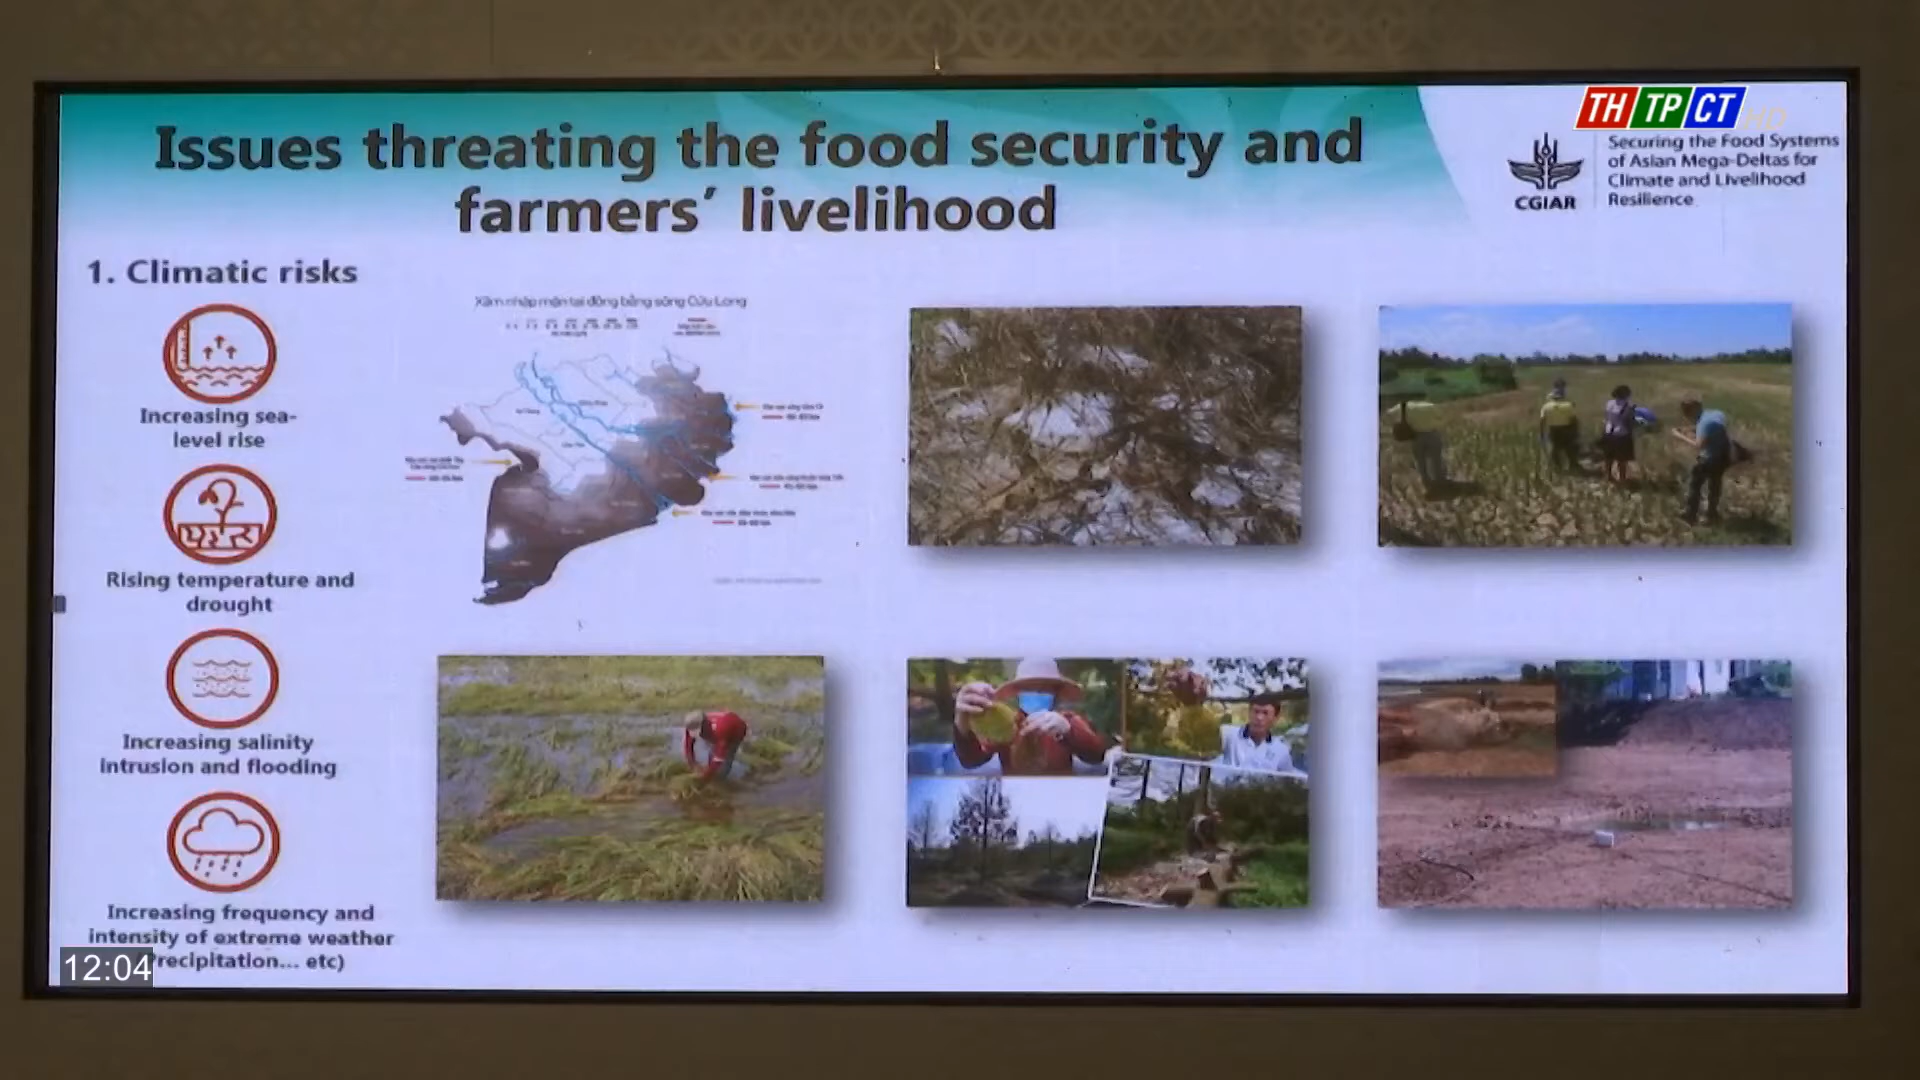 THTPCT HD
Issues threating the food security and
farmers’ livelihood
CGIAR
Securing the Food Systems
of Asian Mega-Deltas for
Climate and Livelihood
Resilience
1. Climatic risks
Increasing sea-
level rise
Rising temperature and
drought
Increasing salinity
intrusion and flooding
Increasing frequency and
intensity of extreme weather
recipitation... etc)
Xâm nhập mặn tại đồng bằng sông Cửu Long
12:04